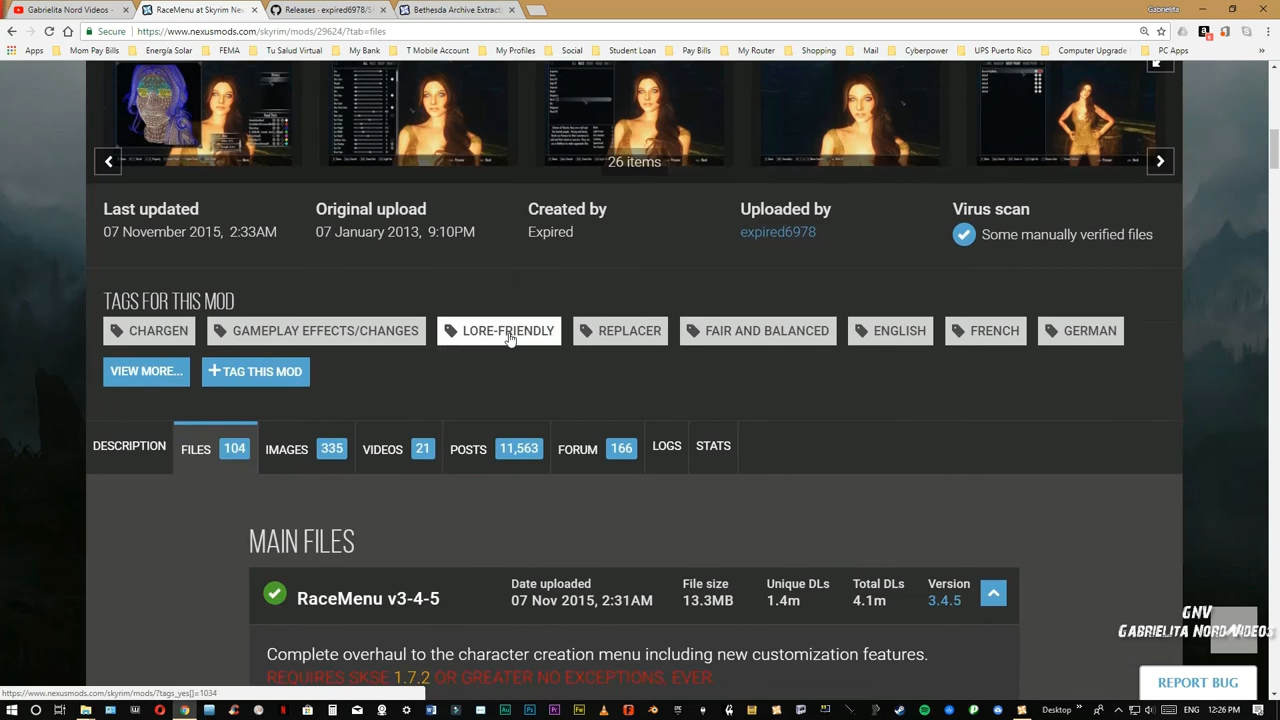 Gabrielita Nord Videos -
RaceMenu at Skyrim Nex
Releases · expired6978/S
Bethesda Archive Extract
Gabrielita
Secure
https://www.nexusmods.com/skyrim/mods/29624/?tab=files
Apps
Mom Pay Bills
Energía Solar
FEMA
Tu Salud Virtual
My Bank
T Mobile Account
My Profiles
Social
Student Loan
Pay Bill
My Router
Shopping
Mail
Cyberpower
UPS Puerto Rico
Computer Upgrade
PC Apps
26 items
Last updated
07 November 2015, 2:33AM
Original upload
07 January 2013, 9:10PM
Created by
Expired
Uploaded by
expired6978
Virus scan
Some manually verified files
TAGS FOR THIS MOD
CHARGEN
GAMEPLAY EFFECTS/CHANGES
LORE-FRIENDLY
REPLACER
FAIR AND BALANCED
ENGLISH
FRENCH
GERMAN
VIEW MORE...
+TAG THIS MOD
DESCRIPTION
FILES 104
IMAGES 335
VIDEOS 21
POSTS 11,563
FORUM 166
LOGS
STATS
MAIN FILES
RaceMenu v3-4-5
Date uploaded
07 Nov 2015, 2:31AM
File size
13.3MB
Unique DLs
1.4m
Total DLs
4.1m
Version
3.4.5
GNV
GABRIELITA NORD VIDEOS
Complete overhaul to the character creation menu including new customization features.
REQUIRES SKSE 1.7.2 OR GREATER NO EXCEPTIONS, EVER
REPORT BUG
https://www.nexusmods.com/skyrim/mods/?tags_yes[]=1034
Desktop
ENG
12:26 PM